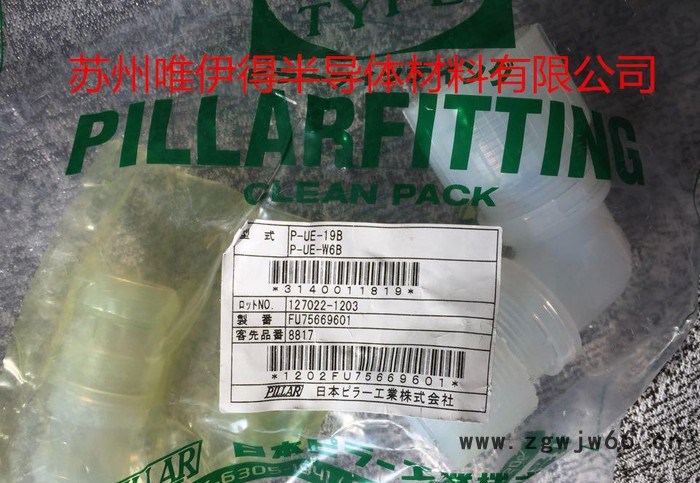 TYPE
苏州唯伊得半导体材料有限公司
PILLARFITTING
CLEAN PACK
型式 P-UE-19B
P-UE-W6B
*3140011819*
ロットNO. 127022-1203
製番 FU75669601
客先品番 8817
*1202FU75669601*
PILLAR 日本ピラー工業株式会社
www.zgwjw66.cn
PILLAR